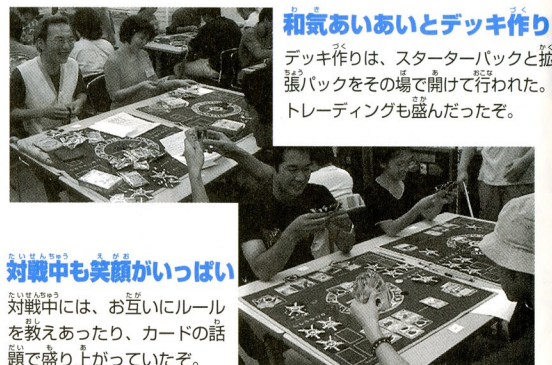 和気あいあいとデッキ作り
デッキ作りは、スターターパックと拡
張パックをその場で開けて行われた。
トレーディングも盛んだったぞ。
対戦中も笑顔がいっぱい
対戦中には、お互いにルール
を教えあったり、カードの話
題で盛り上がっていたぞ。